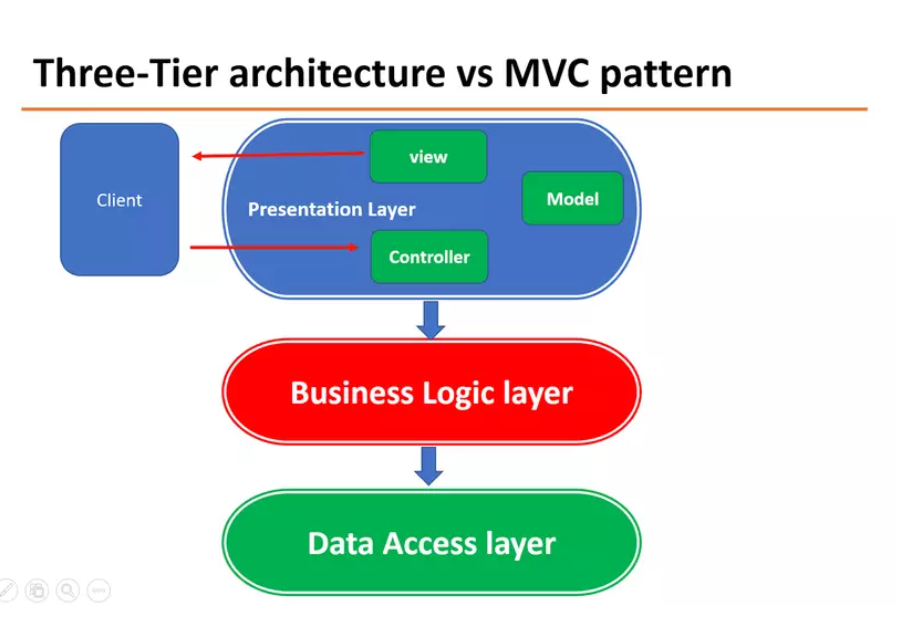 Three-Tier architecture vs MVC pattern
Client
view
Model
Presentation Layer
Controller
Business Logic layer
Data Access layer